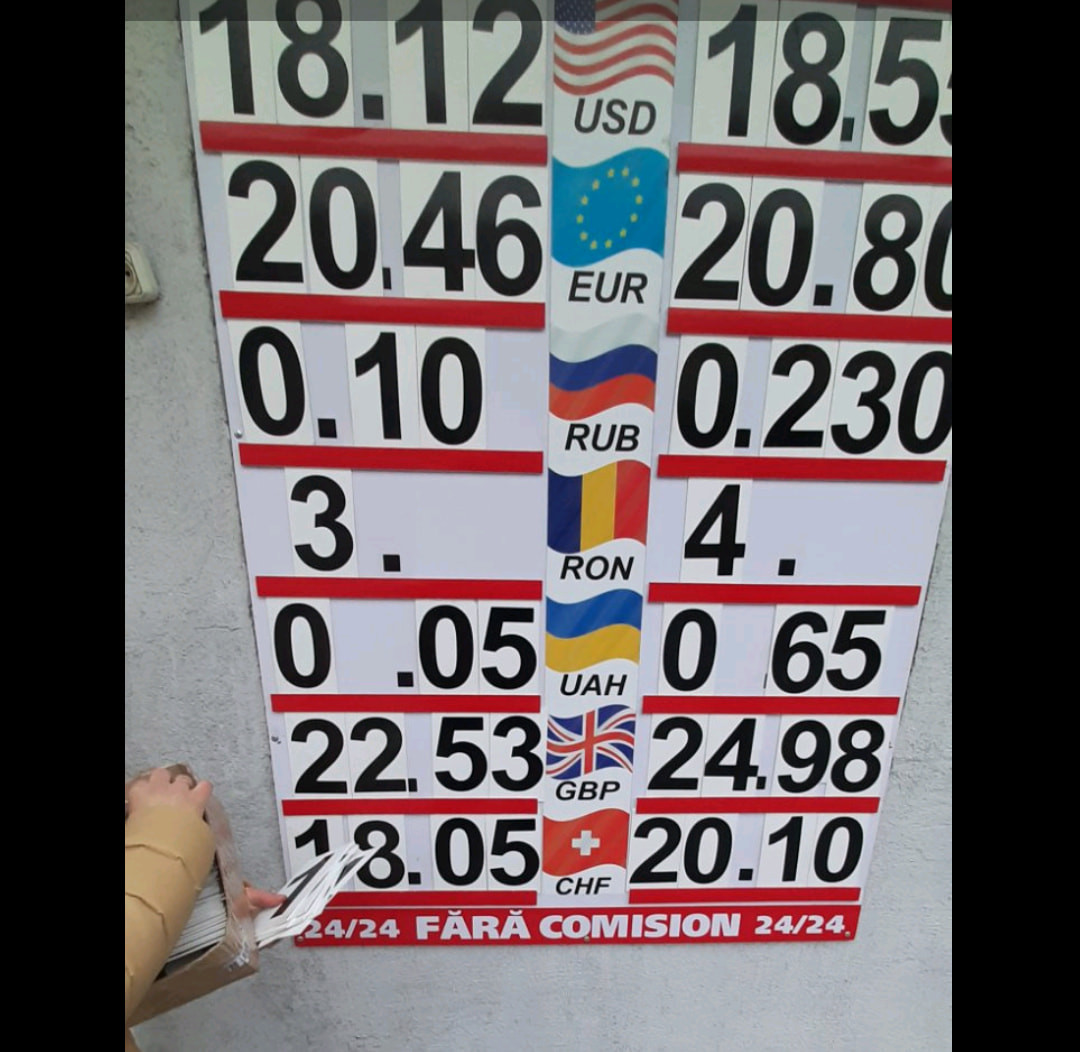 18.12 USD 18.55
20.46 EUR 20.80
0.10 RUB 0.230
3. RON 4.
0 .05 UAH 0 .65
22.53 GBP 24.98
18.05 CHF 20.10
24/24 FĂRĂ COMISION 24/24